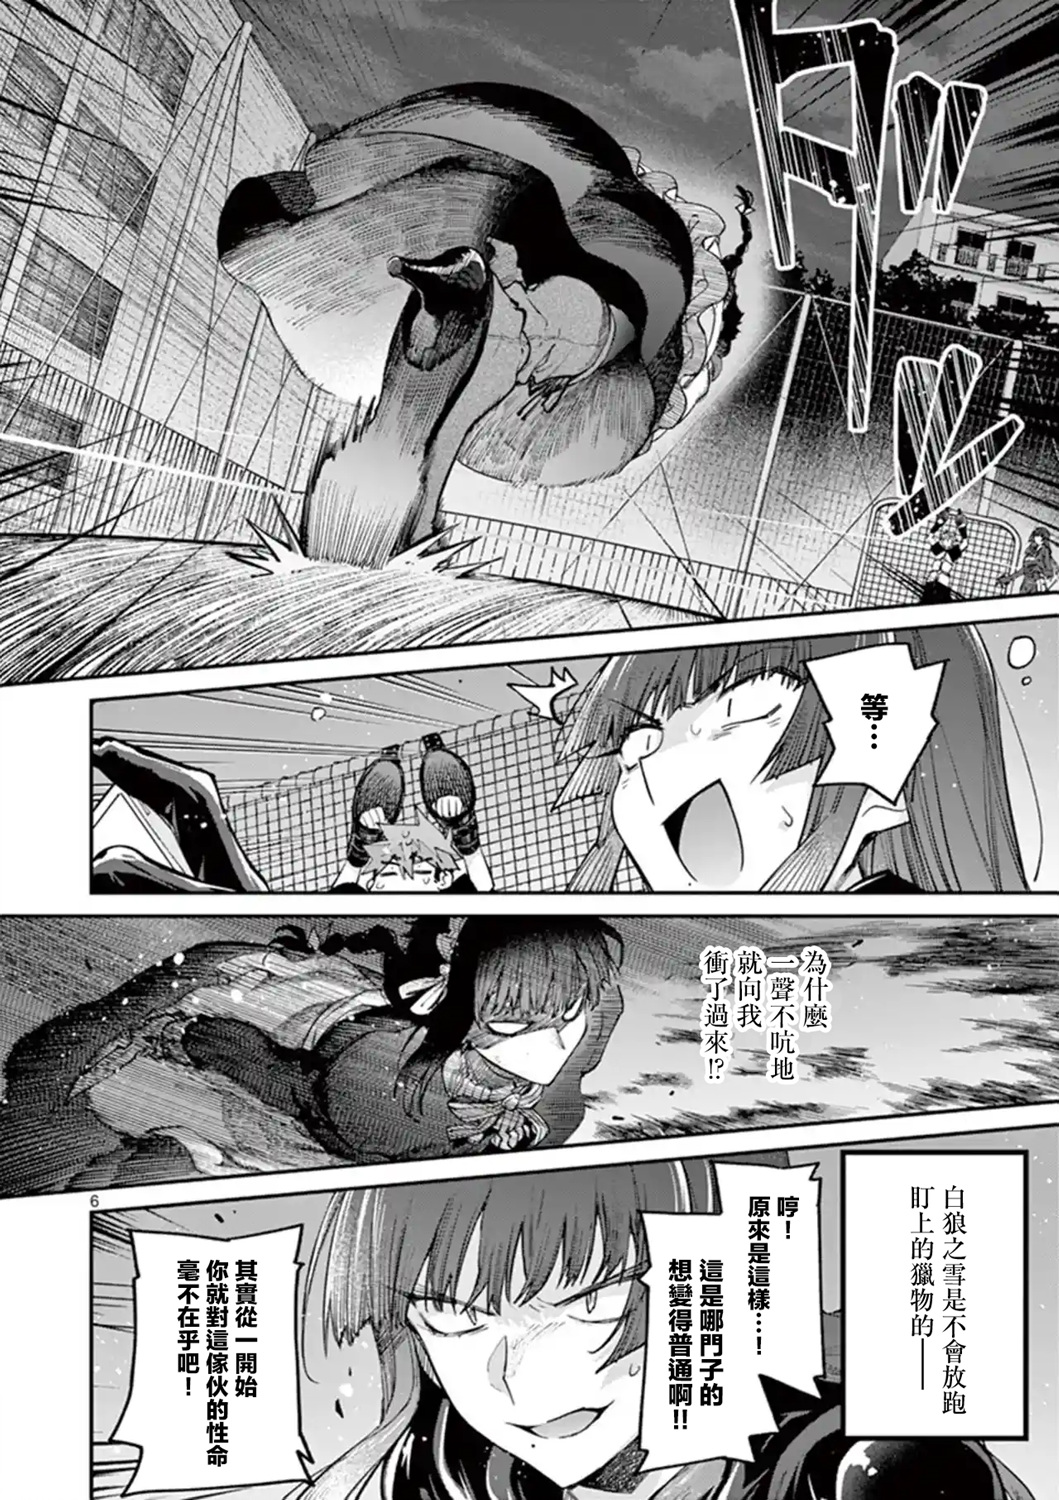 ドドッ
等…
為什麼
一聲不吭地
就向我
衝了過來!?
白狼之雪是不會放跑
盯上的獵物的——
哼！
原來是這樣…！
這是哪門子的
想變得普通啊!!
其實從一開始
你就對這傢伙的性命
毫不在乎吧！
6